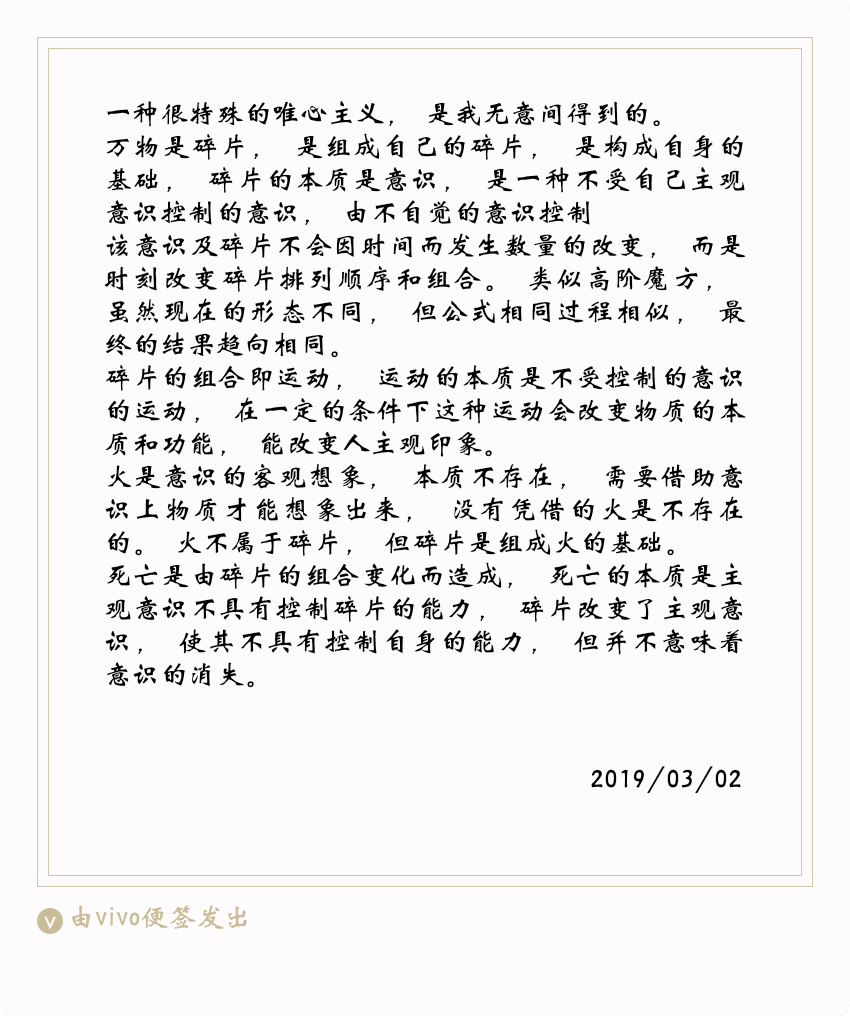 一种很特殊的唯心主义， 是我无意间得到的。
万物是碎片， 是组成自己的碎片， 是构成自身的
基础， 碎片的本质是意识， 是一种不受自己主观
意识控制的意识， 由不自觉的意识控制
该意识及碎片不会因时间而发生数量的改变， 而是
时刻改变碎片排列顺序和组合。 类似高阶魔方，
虽然现在的形态不同， 但公式相同过程相似， 最
终的结果趋向相同。
碎片的组合即运动， 运动的本质是不受控制的意识
的运动， 在一定的条件下这种运动会改变物质的本
质和功能， 能改变人主观印象。
火是意识的客观想象， 本质不存在， 需要借助意
识上物质才能想象出来， 没有凭借的火是不存在
的。 火不属于碎片， 但碎片是组成火的基础。
死亡是由碎片的组合变化而造成， 死亡的本质是主
观意识不具有控制碎片的能力， 碎片改变了主观意
识， 使其不具有控制自身的能力， 但并不意味着
意识的消失。
2019/03/02
由vivo便签发出